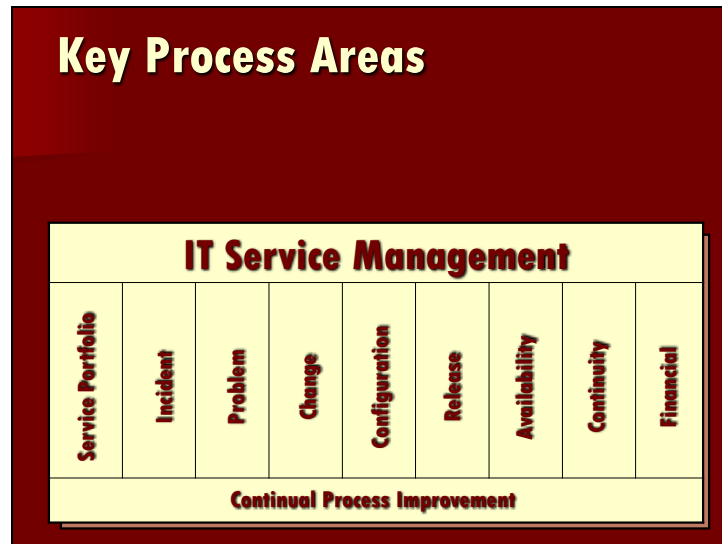 Key Process Areas
IT Service Management
Service Portfolio
Incident
Problem
Change
Configuration
Release
Availability
Continuity
Financial
Continual Process Improvement